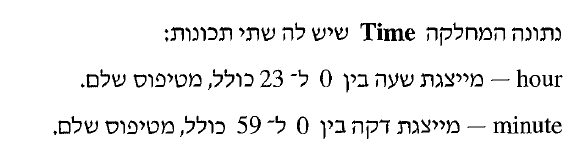 נתונה המחלקה Time שיש לה שתי תכונות:
hour — מייצגת שעה בין 0 ל־ 23 כולל, מטיפוס שלם.
minute — מייצגת דקה בין 0 ל־ 59 כולל, מטיפוס שלם.